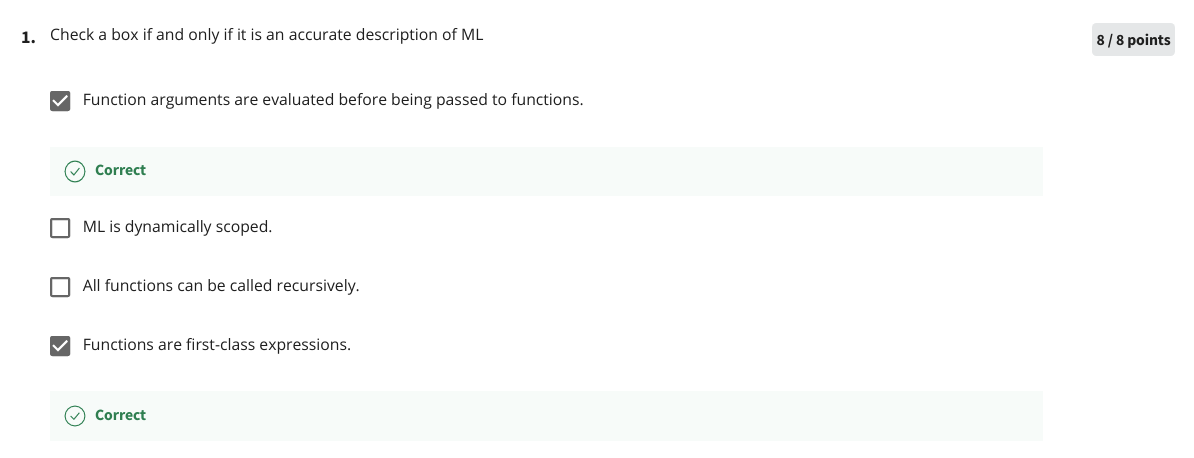 1. Check a box if and only if it is an accurate description of ML
8 / 8 points
Function arguments are evaluated before being passed to functions.
Correct
ML is dynamically scoped.
All functions can be called recursively.
Functions are first-class expressions.
Correct